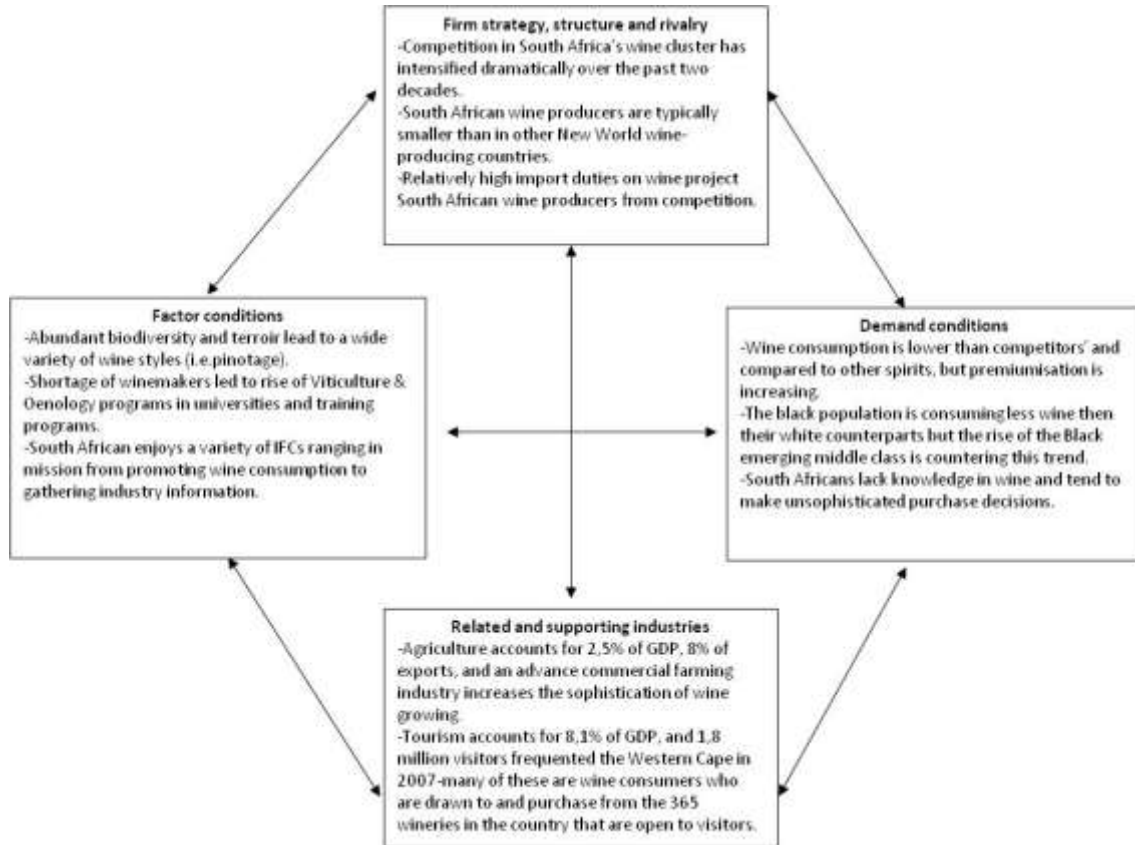 Firm strategy, structure and rivalry
-Competition in South Africa's wine cluster has
intensified dramatically over the past two
decades.
-South African wine producers are typically
smaller than in other New World wine-
producing countries.
-Relatively high import duties on wine project
South African wine producers from competition.
Factor conditions
-Abundant biodiversity and terroir lead to a wide
variety of wine styles (i.e.pinotage).
-Shortage of winemakers led to rise of Viticulture &
Oenology programs in universities and training
programs.
-South African enjoys a variety of IFCs ranging in
mission from promoting wine consumption to
gathering industry information.
Demand conditions
-Wine consumption is lower than competitors' and
compared to other spirits, but premiumisation is
increasing.
-The black population is consuming less wine then
their white counterparts but the rise of the Black
emerging middle class is countering this trend.
-South Africans lack knowledge in wine and tend to
make unsophisticated purchase decisions.
Related and supporting industries
-Agriculture accounts for 2,5% of GDP, 8% of
exports, and an advance commercial farming
industry increases the sophistication of wine
growing.
-Tourism accounts for 8,1% of GDP, and 1,8
million visitors frequented the Western Cape in
2007-many of these are wine consumers who
are drawn to and purchase from the 365
wineries in the country that are open to visitors.